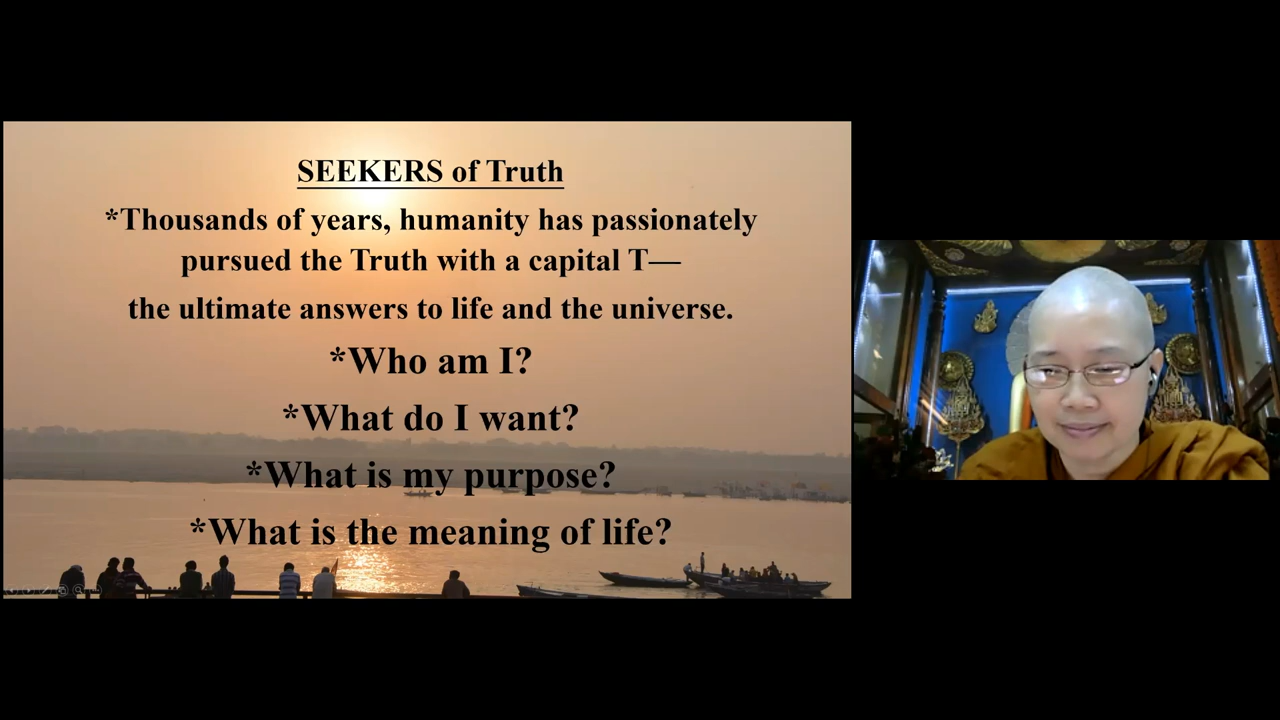 SEEKERS of Truth
*Thousands of years, humanity has passionately
pursued the Truth with a capital T—
the ultimate answers to life and the universe.
*Who am I?
*What do I want?
*What is my purpose?
*What is the meaning of life?